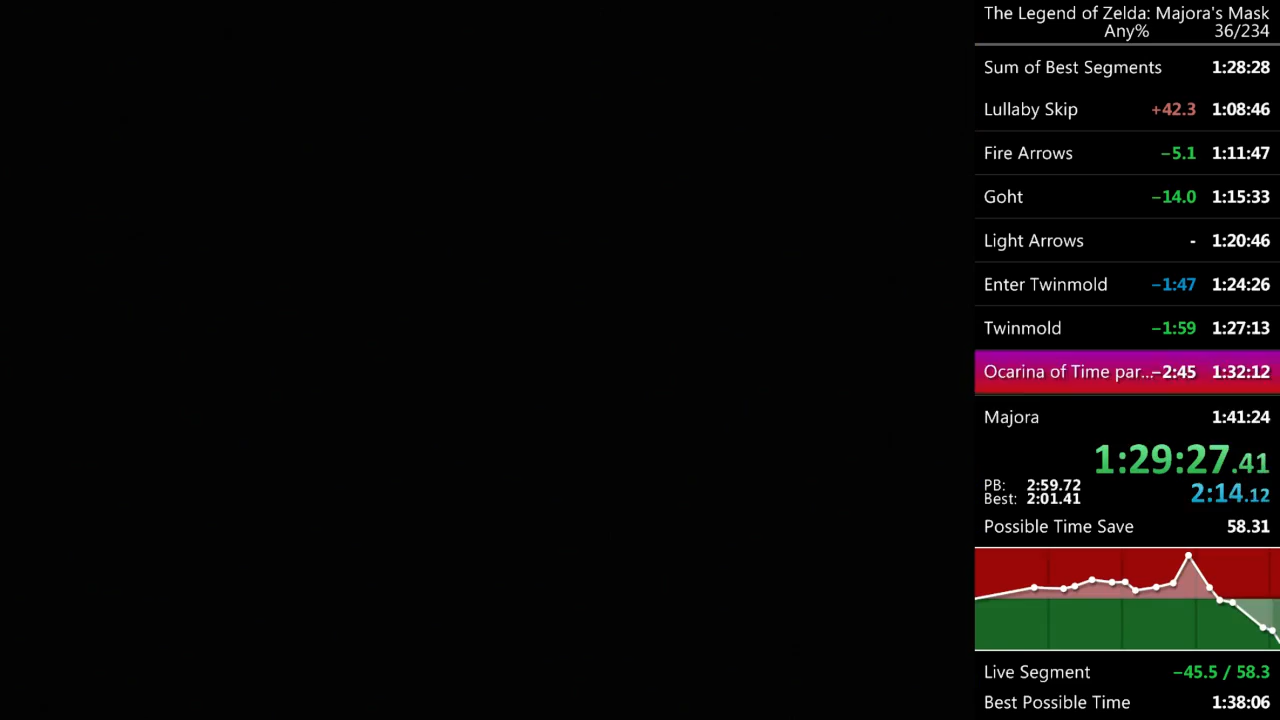 The Legend of Zelda: Majora's Mask
Any% 36/234
Sum of Best Segments 1:28:28
Lullaby Skip +42.3 1:08:46
Fire Arrows −5.1 1:11:47
Goht −14.0 1:15:33
Light Arrows - 1:20:46
Enter Twinmold −1:47 1:24:26
Twinmold −1:59 1:27:13
Ocarina of Time par... −2:45 1:32:12
Majora 1:41:24
1:29:27.41
PB: 2:59.72
Best: 2:01.41
2:14.12
Possible Time Save 58.31
Live Segment −45.5 / 58.3
Best Possible Time 1:38:06